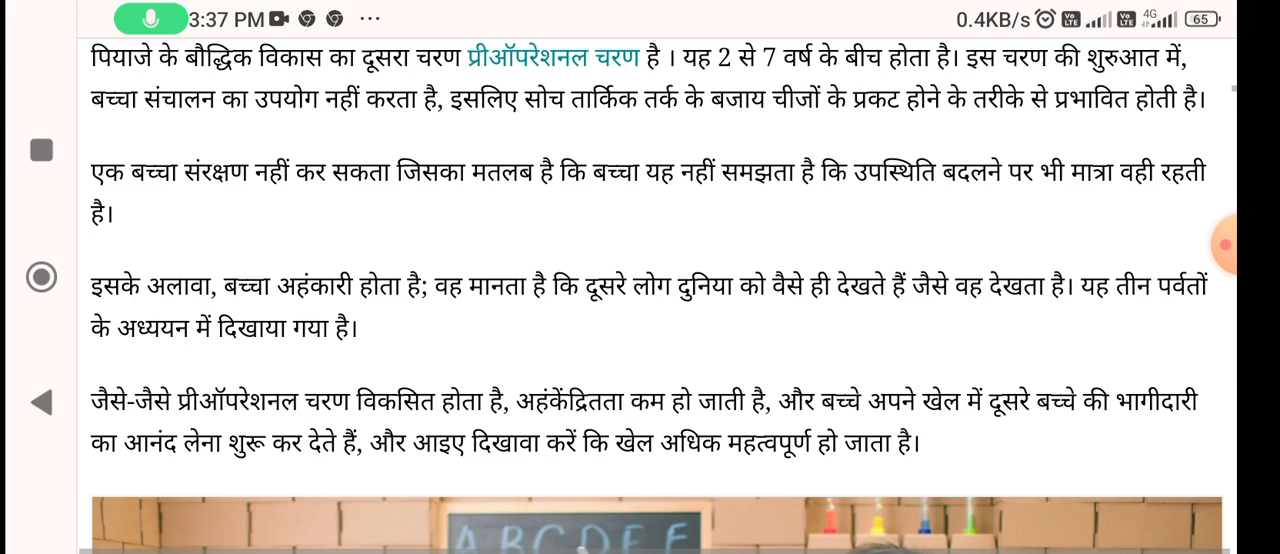 3:37 PM
0.4KB/s 4G 65
पियाजे के बौद्धिक विकास का दूसरा चरण प्रीऑपरेशनल चरण है । यह 2 से 7 वर्ष के बीच होता है। इस चरण की शुरुआत में,
बच्चा संचालन का उपयोग नहीं करता है, इसलिए सोच तार्किक तर्क के बजाय चीजों के प्रकट होने के तरीके से प्रभावित होती है।
एक बच्चा संरक्षण नहीं कर सकता जिसका मतलब है कि बच्चा यह नहीं समझता है कि उपस्थिति बदलने पर भी मात्रा वही रहती
है।
इसके अलावा, बच्चा अहंकारी होता है; वह मानता है कि दूसरे लोग दुनिया को वैसे ही देखते हैं जैसे वह देखता है। यह तीन पर्वतों
के अध्ययन में दिखाया गया है।
जैसे-जैसे प्रीऑपरेशनल चरण विकसित होता है, अहंकेंद्रितता कम हो जाती है, और बच्चे अपने खेल में दूसरे बच्चे की भागीदारी
का आनंद लेना शुरू कर देते हैं, और आइए दिखावा करें कि खेल अधिक महत्वपूर्ण हो जाता है।
A B C D E F